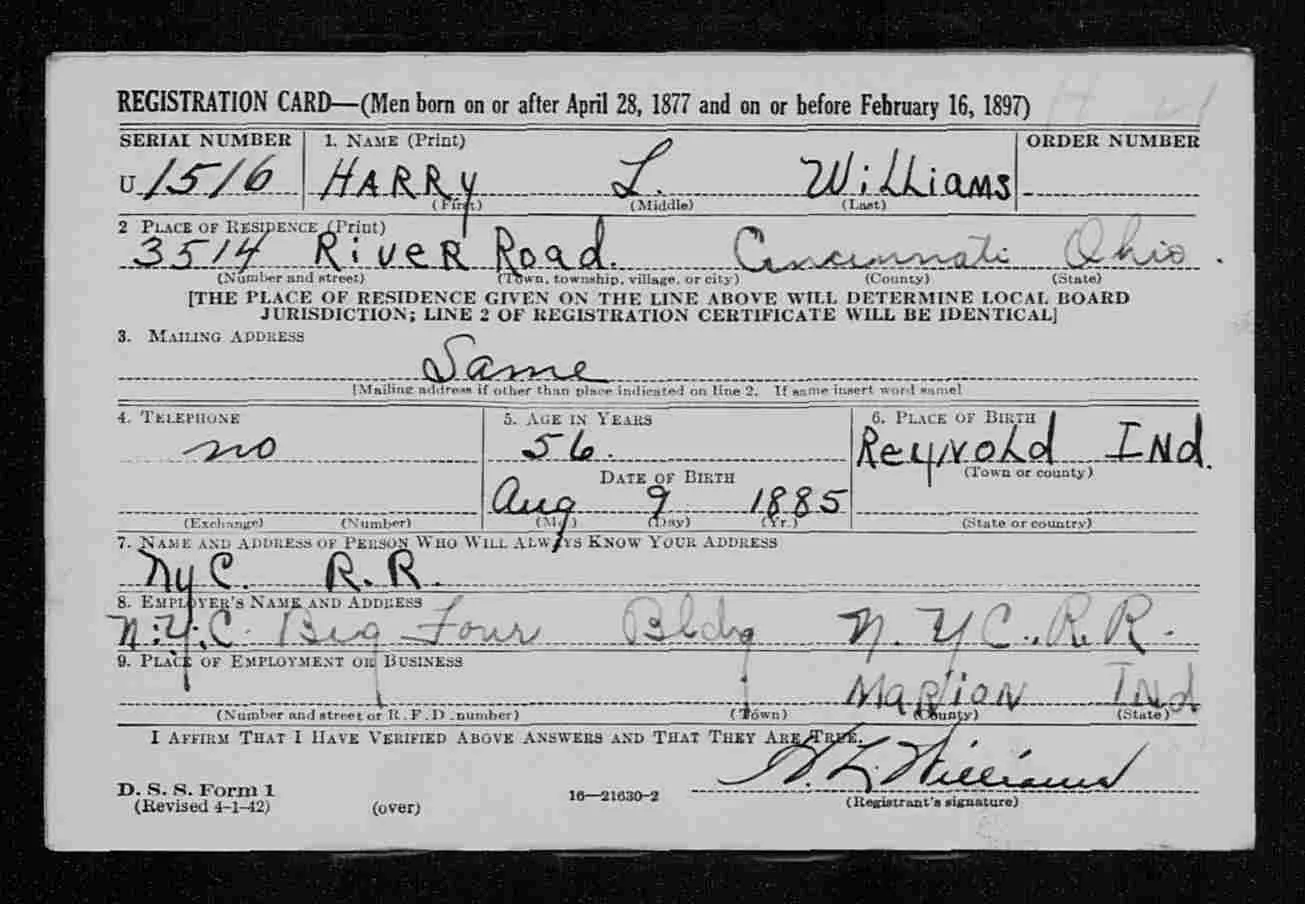 REGISTRATION CARD—(Men born on or after April 28, 1877 and on or before February 16, 1897)
SERIAL NUMBER 1. NAME (Print) ORDER NUMBER
U 1516 HARRY L. Williams
(First) (Middle) (Last)
2 PLACE OF RESIDENCE (Print)
3514 River Road. Cincinnati Ohio.
(Number and street) (Town, township, village, or city) (County) (State)
[THE PLACE OF RESIDENCE GIVEN ON THE LINE ABOVE WILL DETERMINE LOCAL BOARD
JURISDICTION; LINE 2 OF REGISTRATION CERTIFICATE WILL BE IDENTICAL]
3. MAILING ADDRESS
Same
[Mailing address if other than place indicated on line 2. If same insert word same]
4. TELEPHONE 5. AGE IN YEARS 6. PLACE OF BIRTH
no 56. Reynold Ind.
DATE OF BIRTH (Town or county)
Aug 9 1885
(Exchange) (Number) (Mo.) (Day) (Yr.) (State or country)
7. NAME AND ADDRESS OF PERSON WHO WILL ALWAYS KNOW YOUR ADDRESS
NyC. R.R.
8. EMPLOYER'S NAME AND ADDRESS
N.Y.C. Big Four Bldg N.Y.C., R.R.
9. PLACE OF EMPLOYMENT OR BUSINESS
Marion Ind
(Number and street or R. F. D. number) (Town) (County) (State)
I AFFIRM THAT I HAVE VERIFIED ABOVE ANSWERS AND THAT THEY ARE TRUE.
H. L. Williams
D. S. S. Form 1
(Revised 4-1-42) (over) 16—21630-2 (Registrant's signature)